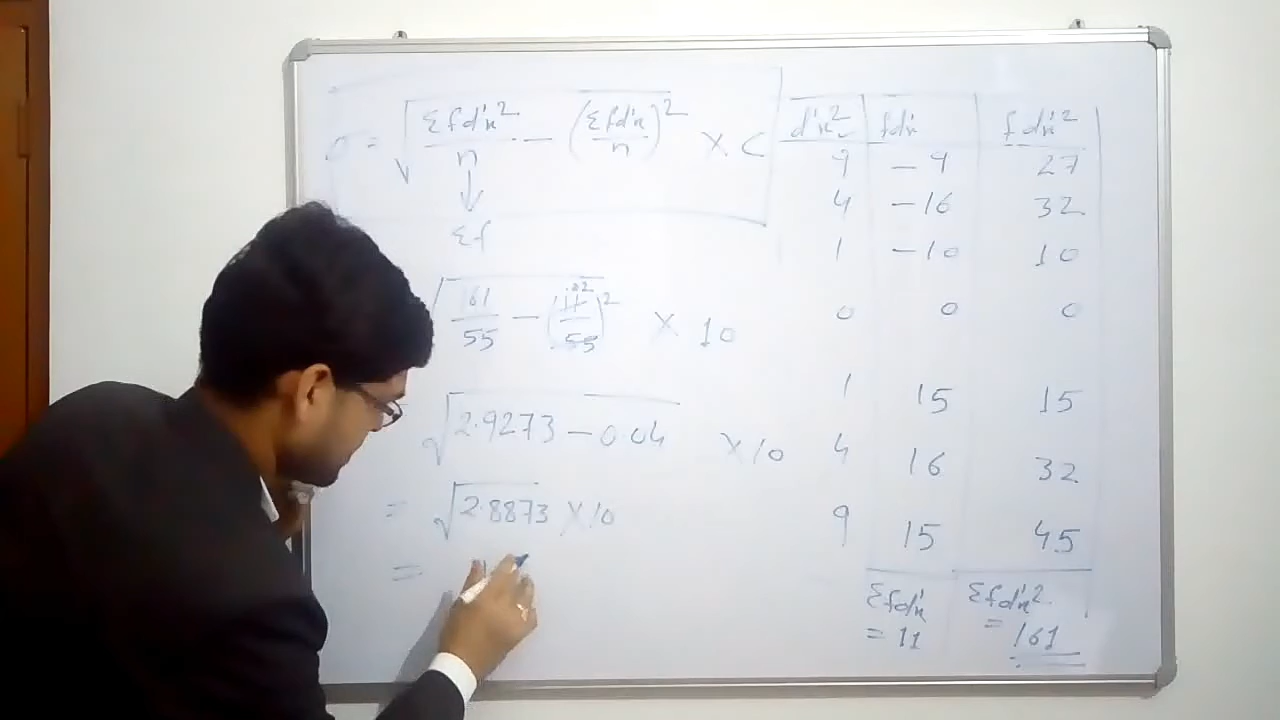 σ = √ Σfd'x² / n − (Σfd'x / n)² × C
↓
Σf
√ 161 / 55 − (11 / 55)² × 10
.02
√ 2.9273 − 0.04 × 10
= √ 2.8873 × 10
=
d'x² fd'x fd'x²
9 −9 27
4 −16 32
1 −10 10
0 0 0
1 15 15
4 16 32
9 15 45
Σfd'x Σfd'x²
= 11 = 161